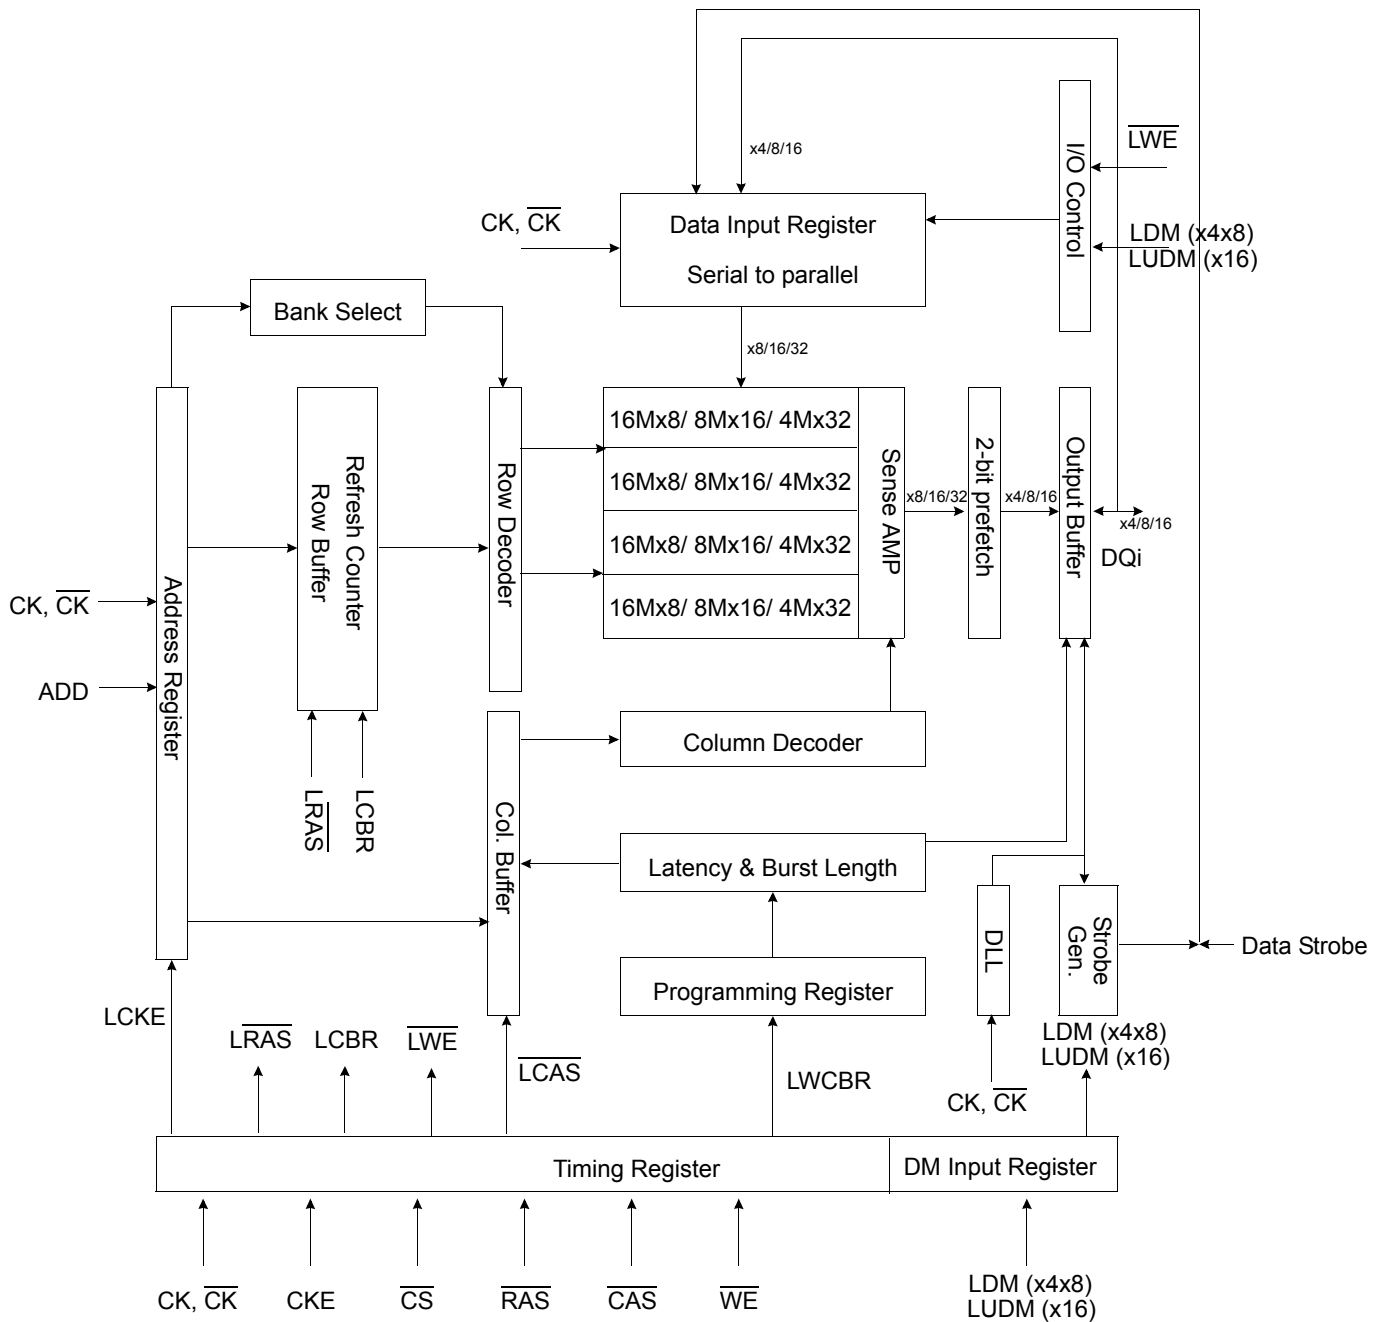 x4/8/16
LWE
I/O Control
CK, CK
Data Input Register
Serial to parallel
LDM (x4x8)
LUDM (x16)
Bank Select
x8/16/32
16Mx8/ 8Mx16/ 4Mx32
16Mx8/ 8Mx16/ 4Mx32
16Mx8/ 8Mx16/ 4Mx32
16Mx8/ 8Mx16/ 4Mx32
Sense AMP
x8/16/32
2-bit prefetch
x4/8/16
Output Buffer
x4/8/16
DQi
Address Register
Refresh Counter
Row Buffer
Row Decoder
CK, CK
ADD
LRAS
LCBR
Col. Buffer
Column Decoder
Latency & Burst Length
Programming Register
DLL
Strobe
Gen.
Data Strobe
LCKE
LRAS
LCBR
LWE
LCAS
LWCBR
CK, CK
LDM (x4x8)
LUDM (x16)
Timing Register
DM Input Register
CK, CK
CKE
CS
RAS
CAS
WE
LDM (x4x8)
LUDM (x16)